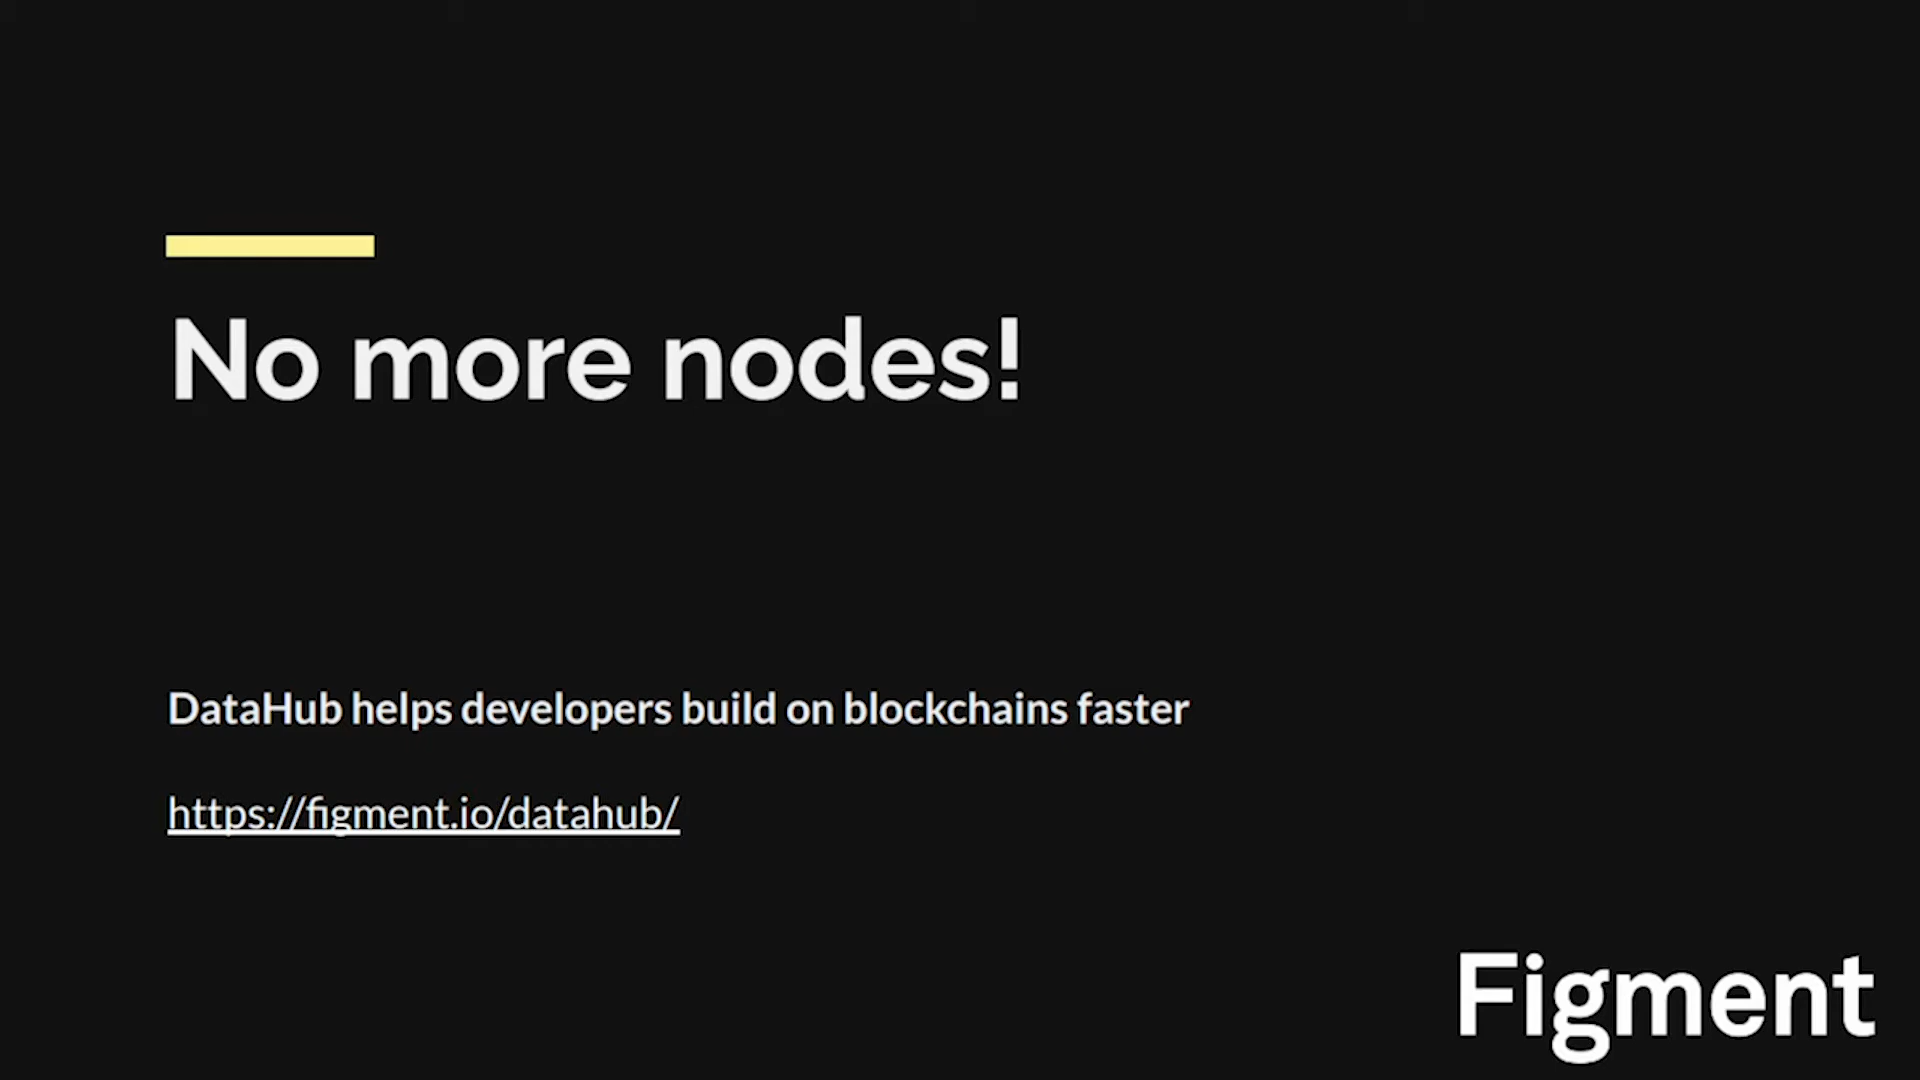 No more nodes!
DataHub helps developers build on blockchains faster
https://figment.io/datahub/
Figment